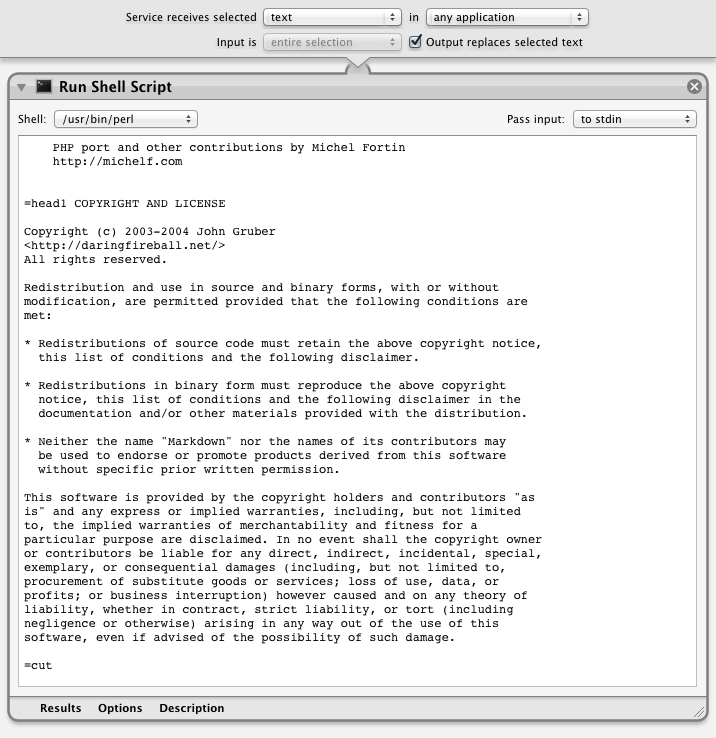 Service receives selected text in any application
Input is entire selection Output replaces selected text
Run Shell Script
Shell: /usr/bin/perl Pass input: to stdin
PHP port and other contributions by Michel Fortin
http://michelf.com
=head1 COPYRIGHT AND LICENSE
Copyright (c) 2003-2004 John Gruber
<http://daringfireball.net/>
All rights reserved.
Redistribution and use in source and binary forms, with or without
modification, are permitted provided that the following conditions are
met:
* Redistributions of source code must retain the above copyright notice,
this list of conditions and the following disclaimer.
* Redistributions in binary form must reproduce the above copyright
notice, this list of conditions and the following disclaimer in the
documentation and/or other materials provided with the distribution.
* Neither the name "Markdown" nor the names of its contributors may
be used to endorse or promote products derived from this software
without specific prior written permission.
This software is provided by the copyright holders and contributors "as
is" and any express or implied warranties, including, but not limited
to, the implied warranties of merchantability and fitness for a
particular purpose are disclaimed. In no event shall the copyright owner
or contributors be liable for any direct, indirect, incidental, special,
exemplary, or consequential damages (including, but not limited to,
procurement of substitute goods or services; loss of use, data, or
profits; or business interruption) however caused and on any theory of
liability, whether in contract, strict liability, or tort (including
negligence or otherwise) arising in any way out of the use of this
software, even if advised of the possibility of such damage.
=cut
Results Options Description